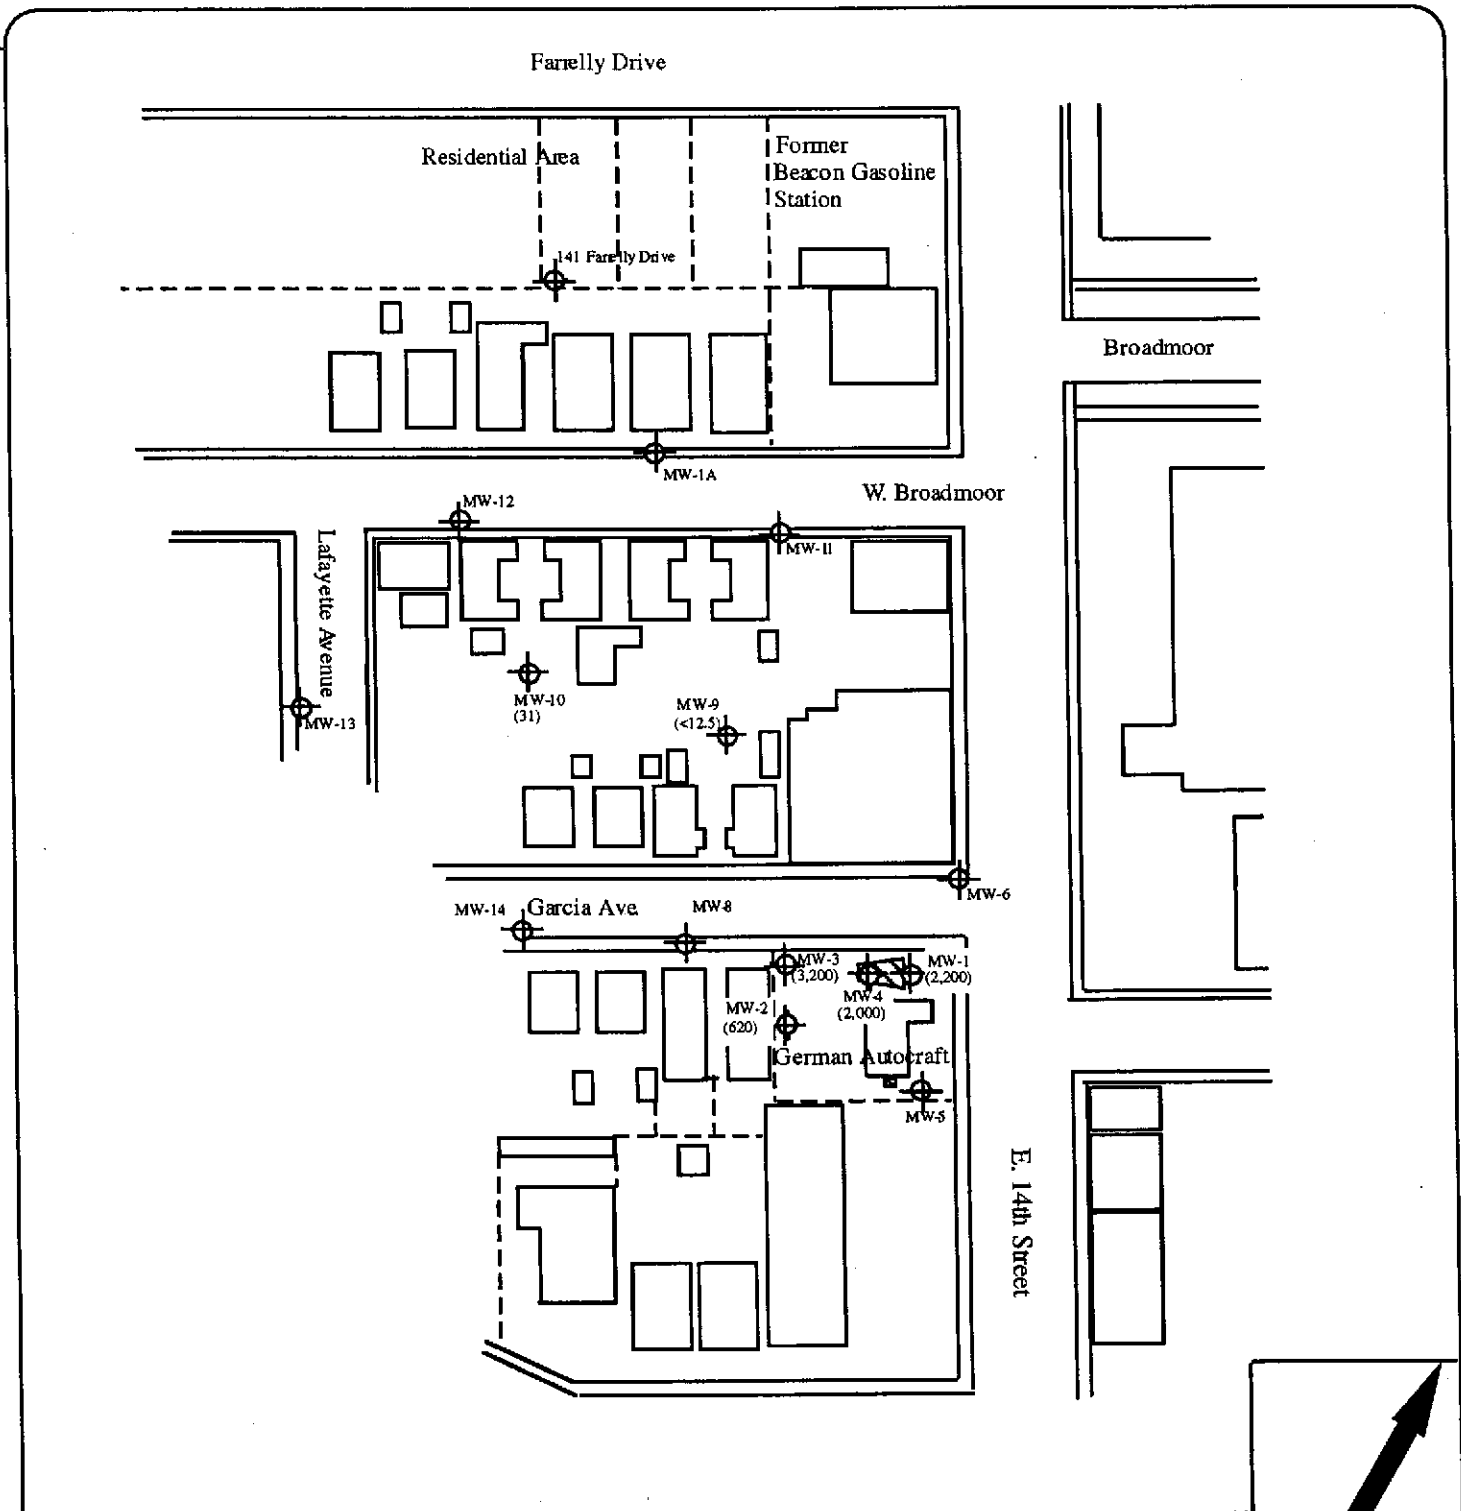 Farrelly Drive
Residential Area
Former
Beacon Gasoline
Station
141 Farrelly Drive
Broadmoor
MW-1A
W. Broadmoor
MW-12
MW-11
Lafayette Avenue
MW-10
(31)
MW-9
(<12.5)
MW-13
MW-6
MW-14
Garcia Ave.
MW-8
MW-3
(3,200)
MW-1
(2,200)
MW-4
(2,000)
MW-2
(620)
German Autocraft
MW-5
E. 14th Street